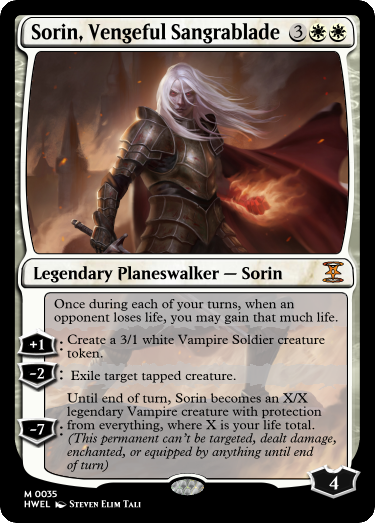 Sorin, Vengeful Sangrablade 3
Legendary Planeswalker — Sorin
Once during each of your turns, when an
opponent loses life, you may gain that much life.
+1: Create a 3/1 white Vampire Soldier creature
token.
-2: Exile target tapped creature.
Until end of turn, Sorin becomes an X/X
legendary Vampire creature with protection
-7: from everything, where X is your life total.
(This permanent can't be targeted, dealt damage,
enchanted, or equipped by anything until end
of turn)
4
M 0035
HWEL Steven Elim Tali